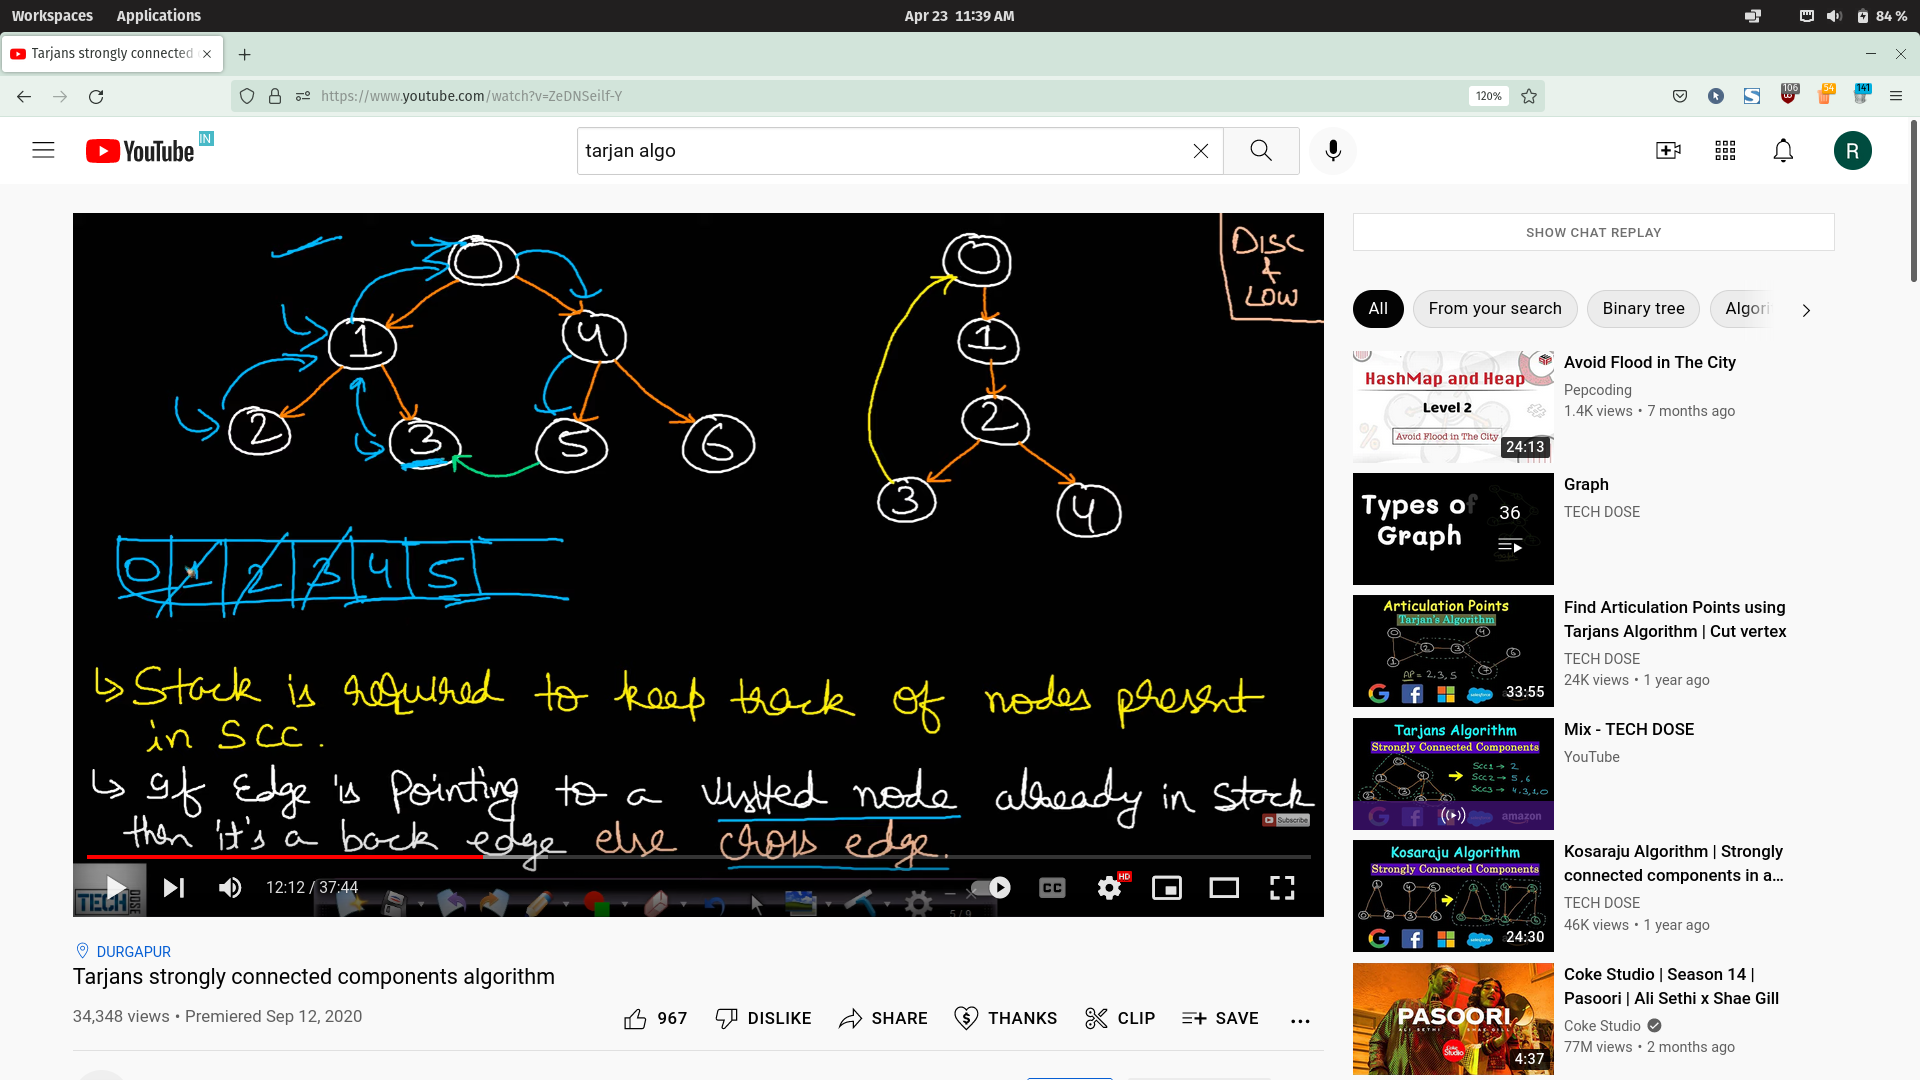 Workspaces Applications Apr 23 11:39 AM 84 %
Tarjans strongly connected
https://www.youtube.com/watch?v=ZeDNSeilf-Y 120% 106 54 141
YouTube IN tarjan algo R
0 1 4 2 3 5 6
0 1 2 3 4
DISC
&
LOW
0 1 2 3 4 5
↳ Stack is required to keep track of nodes present
in SCC.
↳ If Edge is Pointing to a visited node already in stack
then it's a back edge else cross edge.
Subscribe
TECH DOSE
12:12 / 37:44 CC HD
5/9
DURGAPUR
Tarjans strongly connected components algorithm
34,348 views • Premiered Sep 12, 2020 967 DISLIKE SHARE THANKS CLIP SAVE
SHOW CHAT REPLAY
All From your search Binary tree Algori
HashMap and Heap
Level 2
Avoid Flood in The City
24:13
Avoid Flood in The City
Pepcoding
1.4K views • 7 months ago
Types of
Graph
36
Graph
TECH DOSE
Articulation Points
Tarjan's Algorithm
AP = 2,3,5
33:55
Find Articulation Points using
Tarjans Algorithm | Cut vertex
TECH DOSE
24K views • 1 year ago
Tarjans Algorithm
Strongly Connected Components
SCC1 → 2
SCC2 → 5,6
SCC3 → 4,3,1,0
amazon
Mix - TECH DOSE
YouTube
Kosaraju Algorithm
Strongly Connected Components
24:30
Kosaraju Algorithm | Strongly
connected components in a...
TECH DOSE
46K views • 1 year ago
PASOORI
ALI SETHI x SHAE GILL
Coke Studio
4:37
Coke Studio | Season 14 |
Pasoori | Ali Sethi x Shae Gill
Coke Studio
77M views • 2 months ago